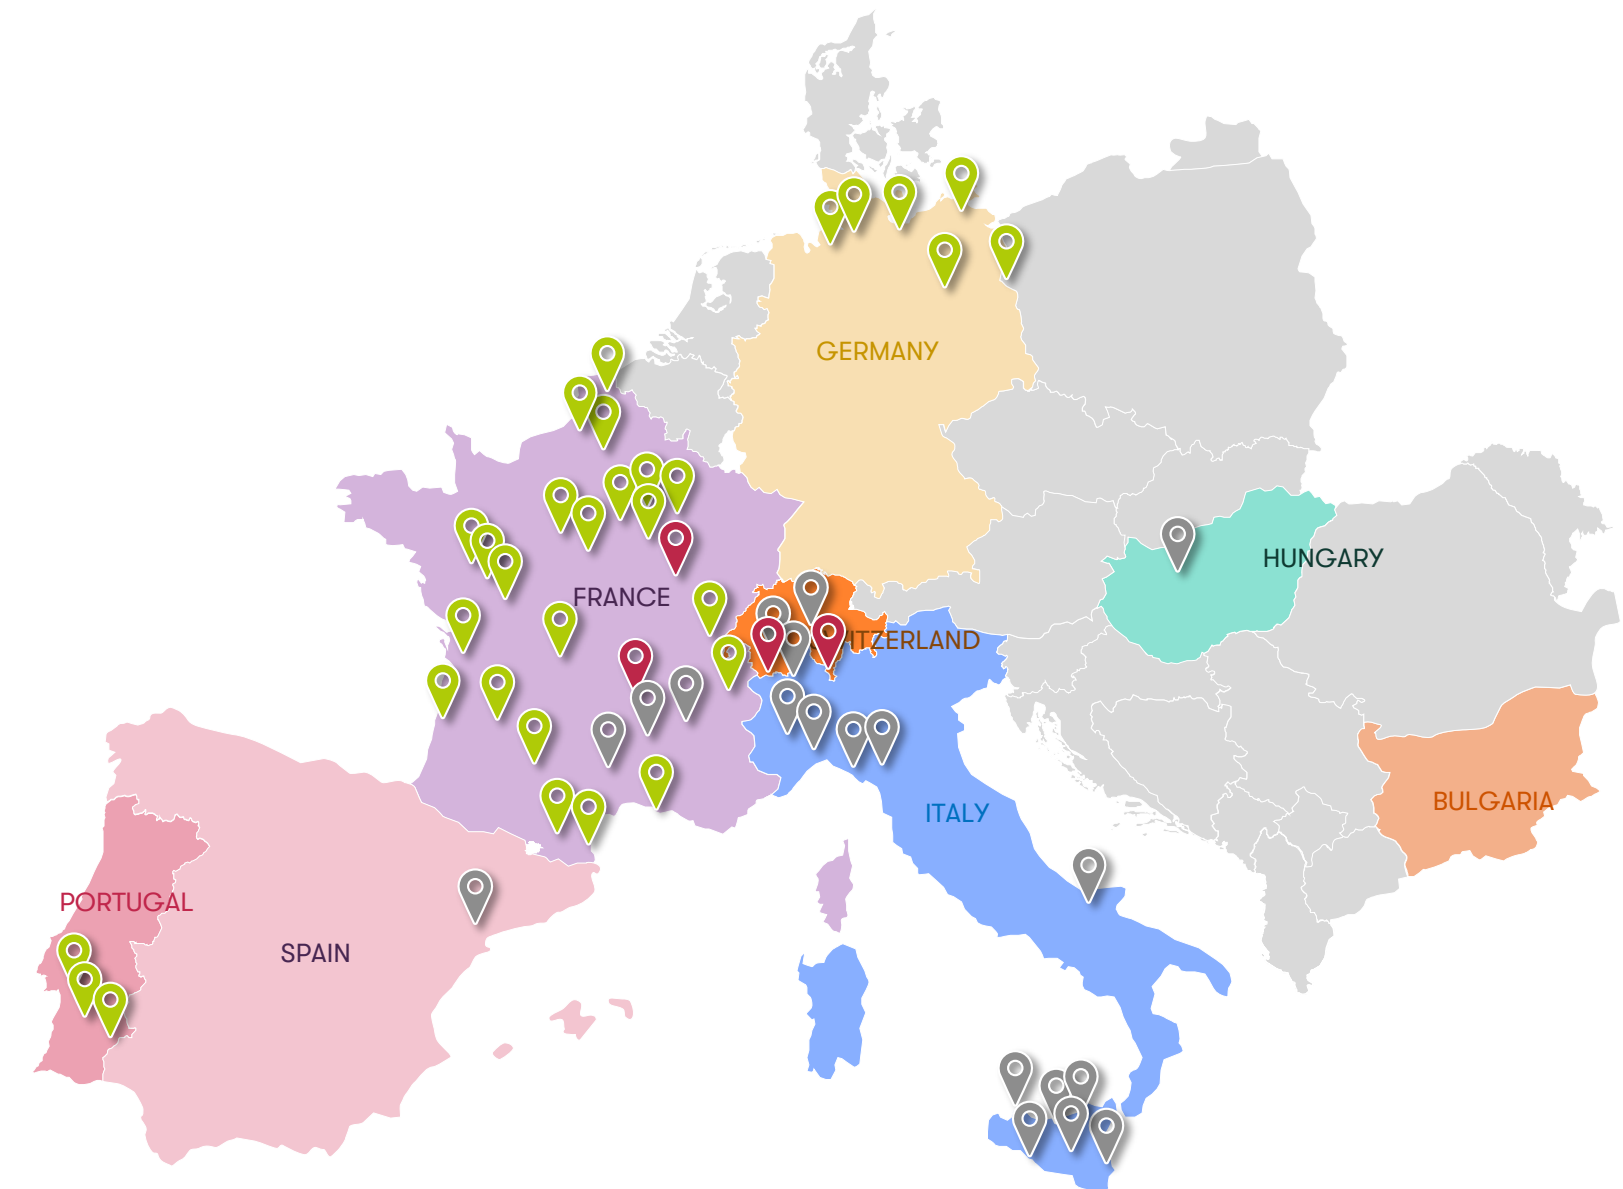 GERMANY
HUNGARY
FRANCE
ITZERLAND
BULGARIA
ITALY
PORTUGAL
SPAIN